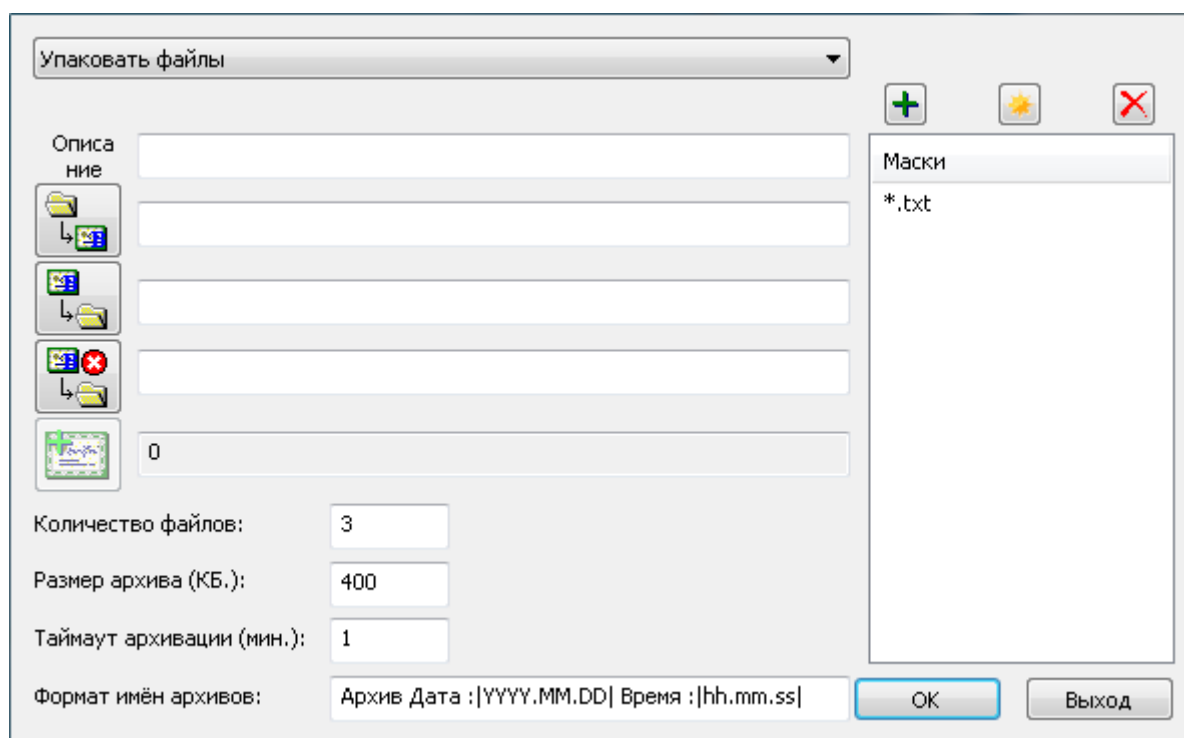 Упаковать файлы
Описа
ние
0
Количество файлов:
3
Размер архива (КБ.):
400
Таймаут архивации (мин.):
1
Формат имён архивов:
Архив Дата :|YYYY.MM.DD| Время :|hh.mm.ss|
Маски
*.txt
OK
Выход